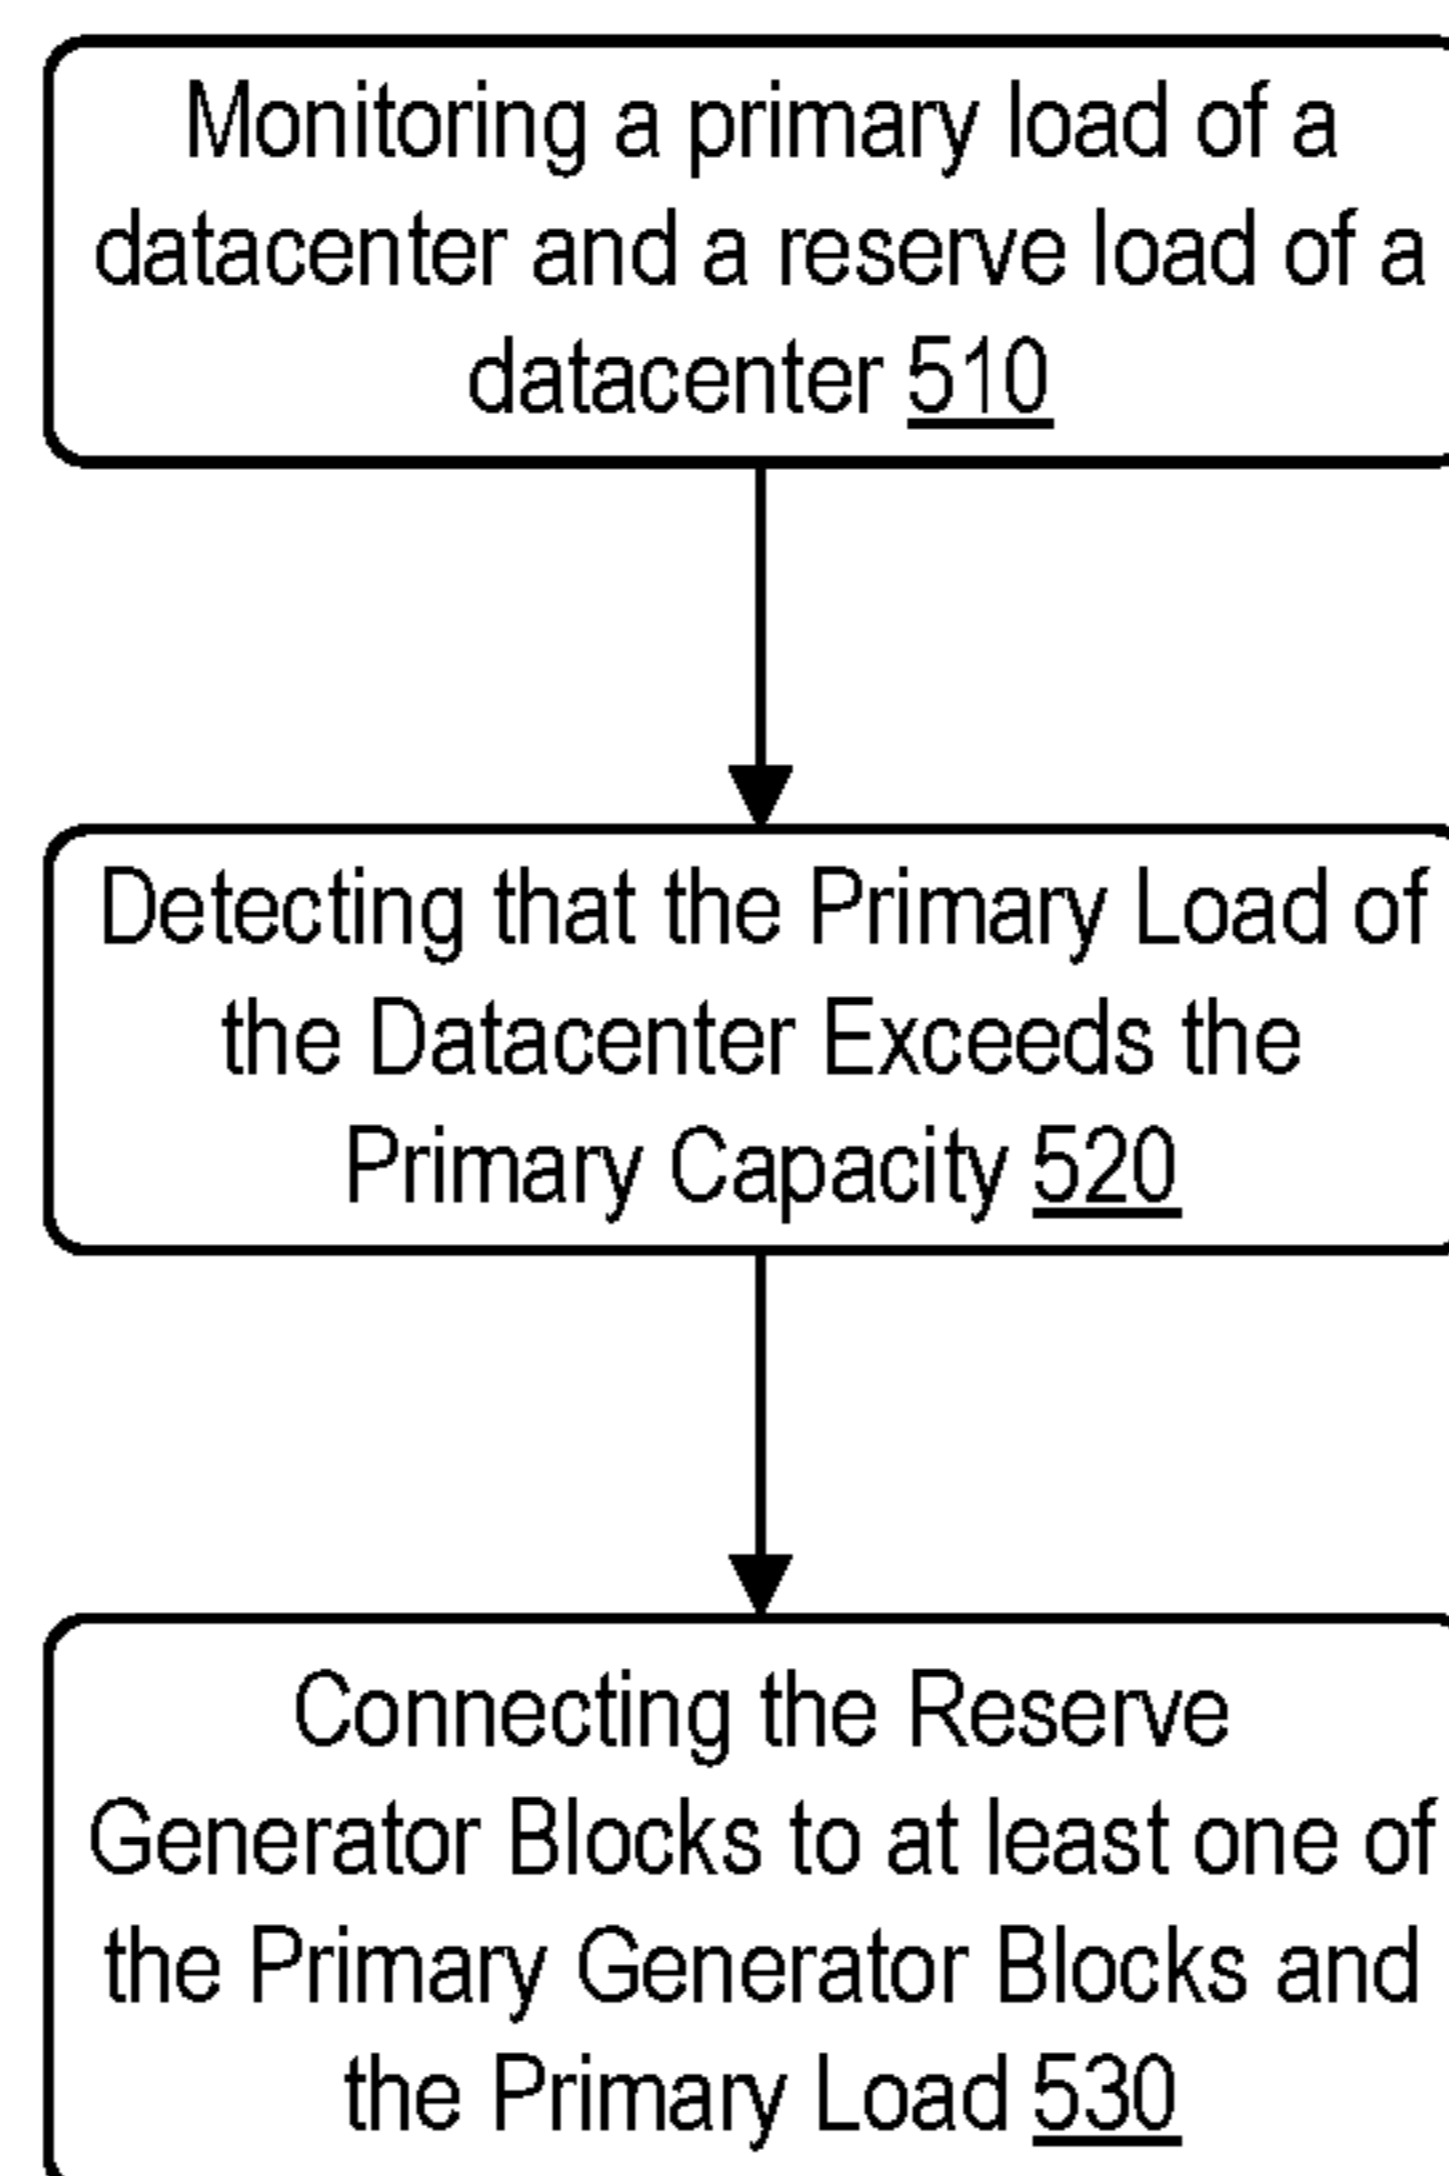 Monitoring a primary load of a
datacenter and a reserve load of a
datacenter 510
Detecting that the Primary Load of
the Datacenter Exceeds the
Primary Capacity 520
Connecting the Reserve
Generator Blocks to at least one of
the Primary Generator Blocks and
the Primary Load 530